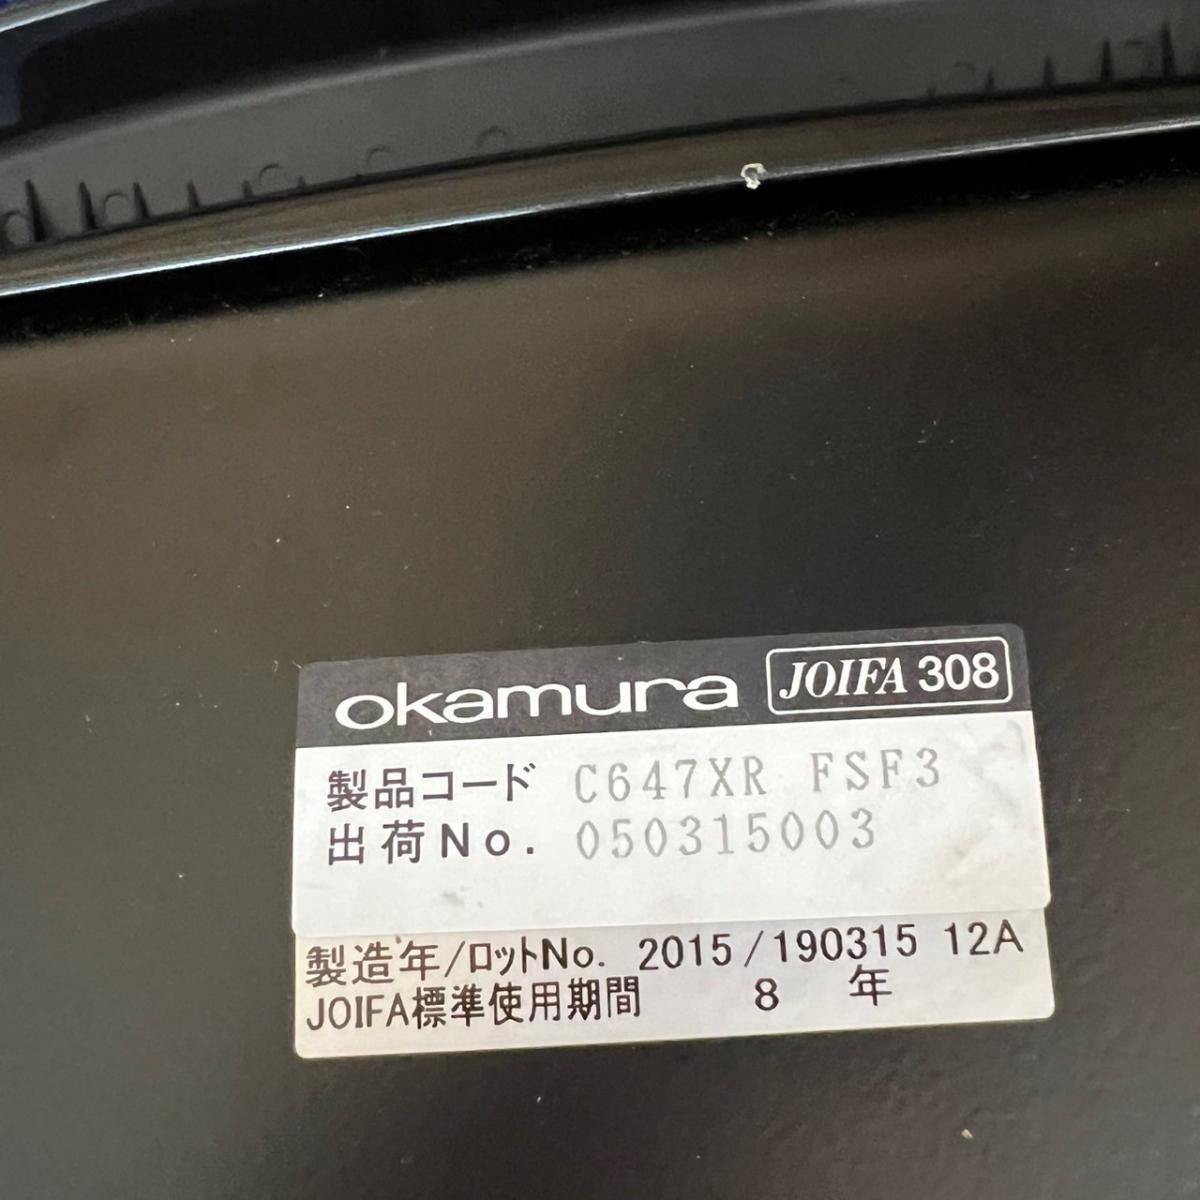 okamura JOIFA 308
製品コード C647XR FSF3
出荷No. 050315003
製造年/ロットNo. 2015/190315 12A
JOIFA標準使用期間 8 年